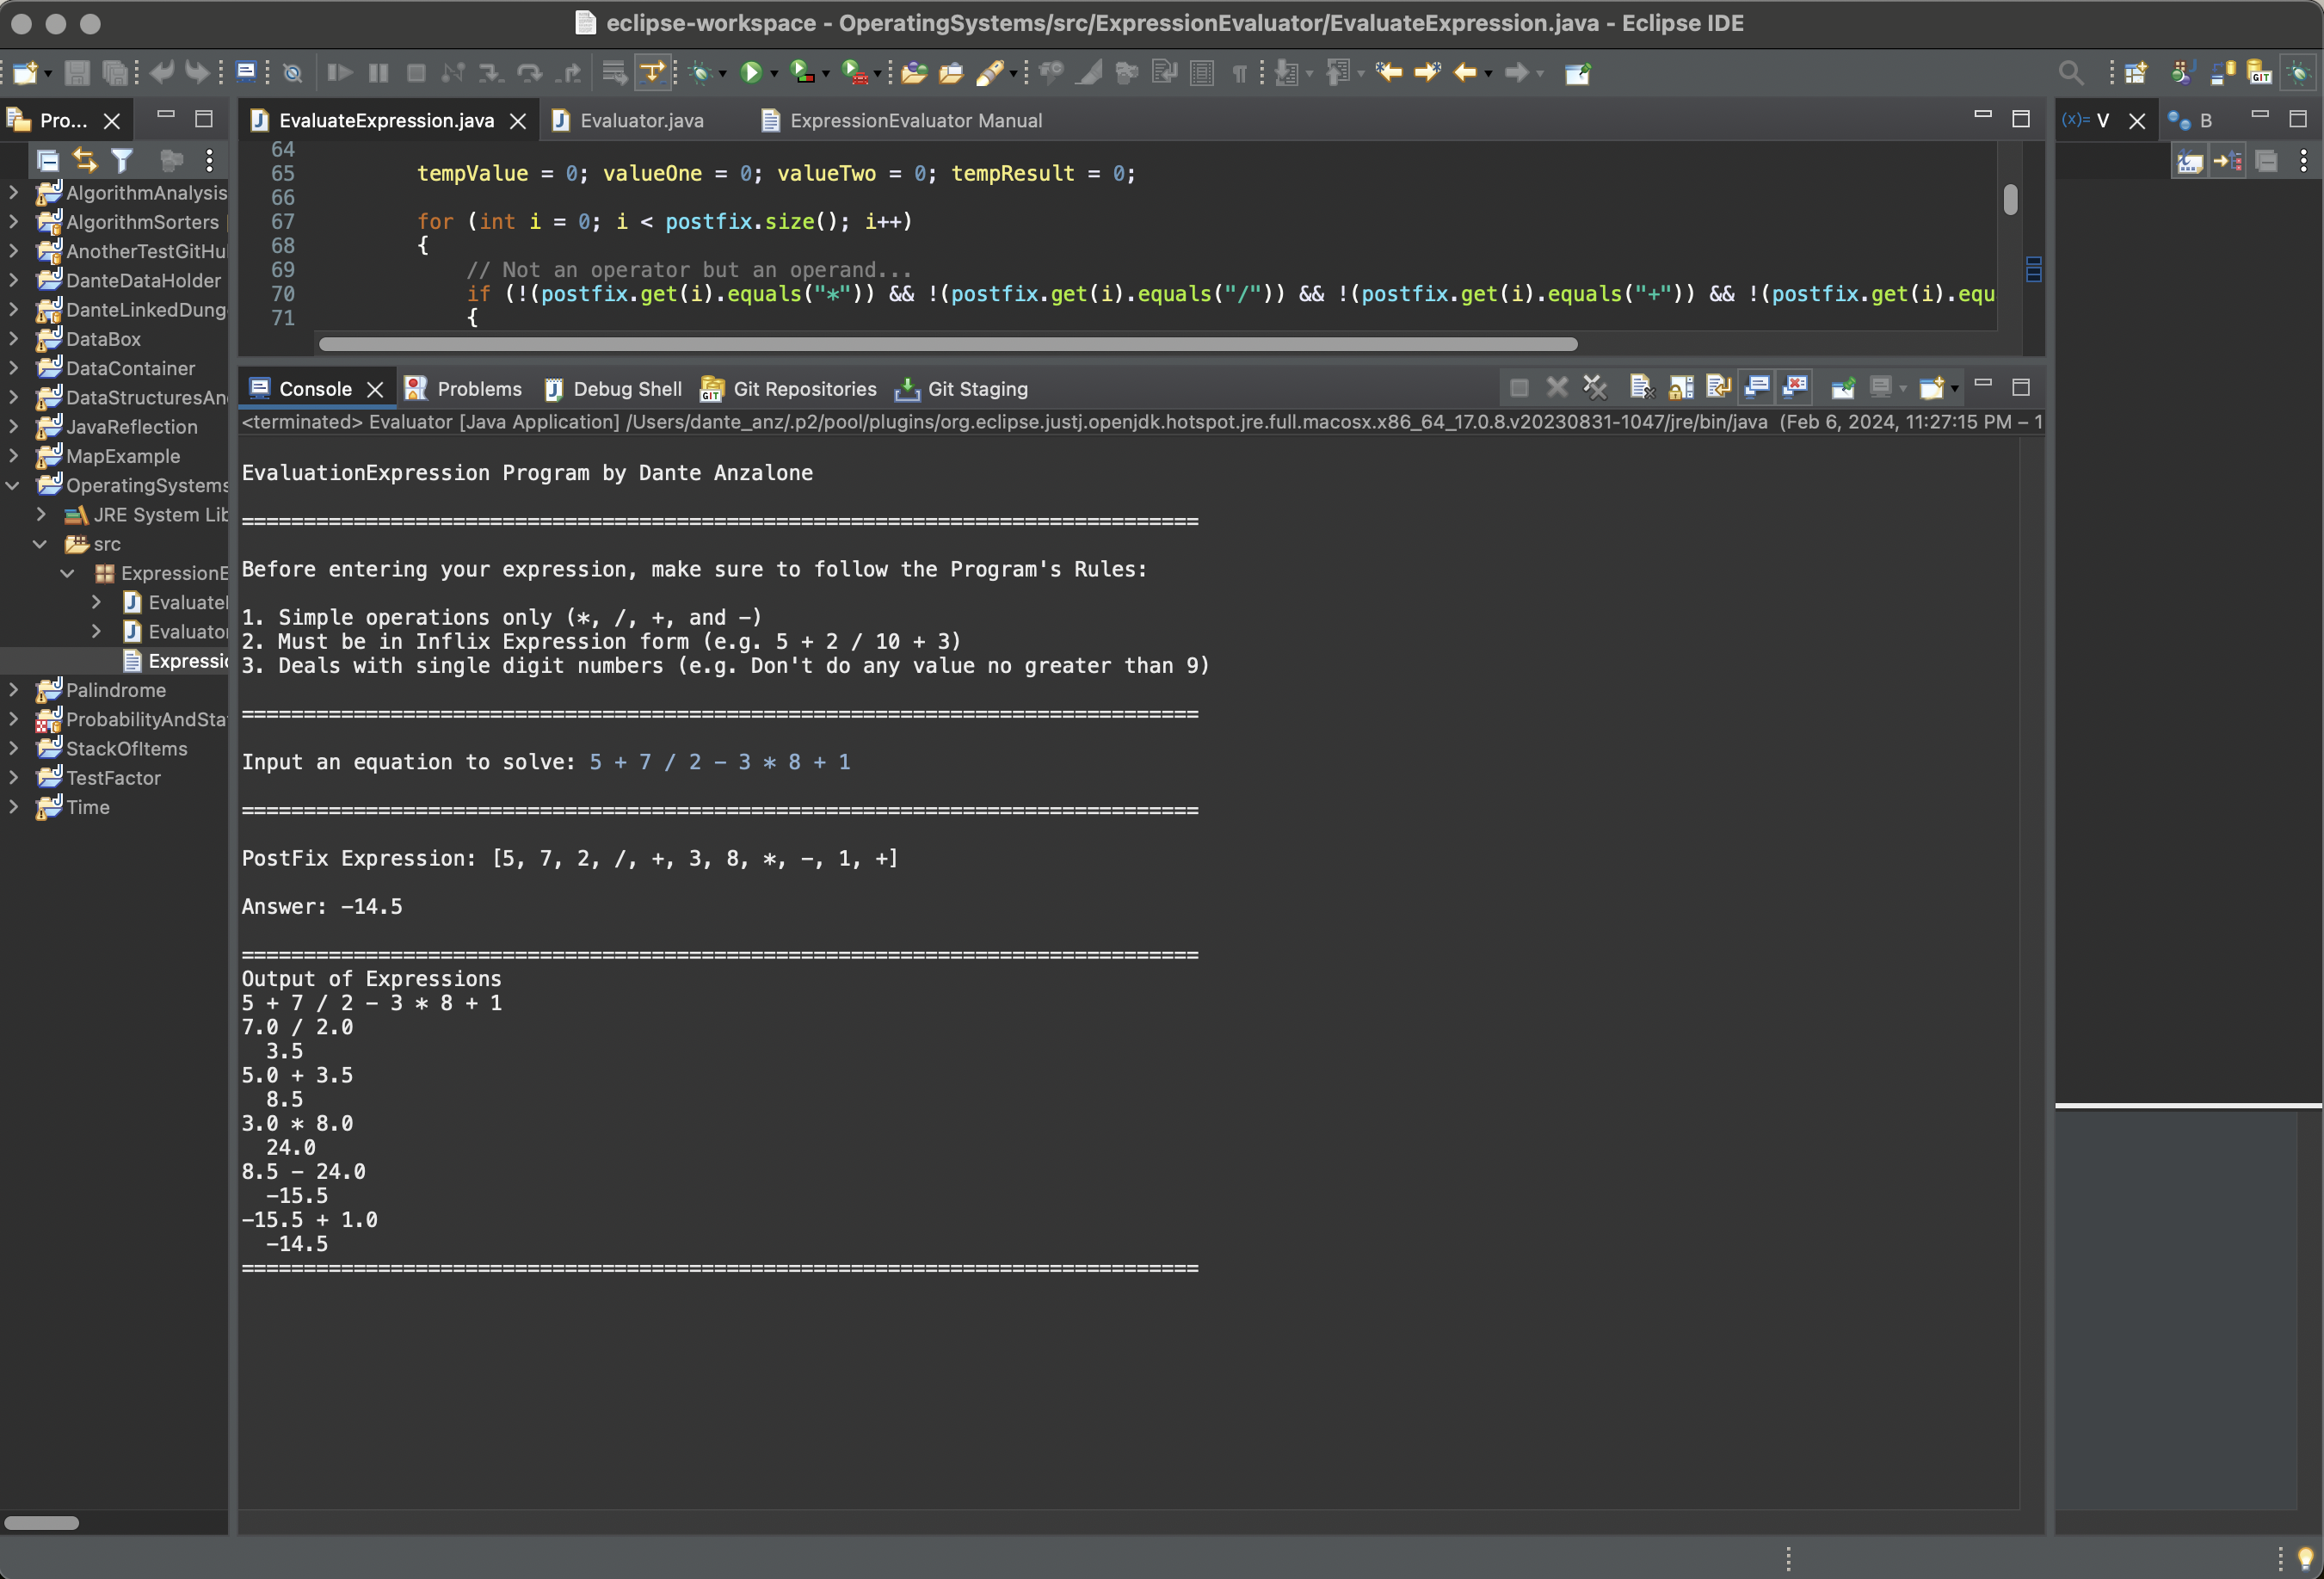 eclipse-workspace - OperatingSystems/src/ExpressionEvaluator/EvaluateExpression.java - Eclipse IDE
Pro...
EvaluateExpression.java
Evaluator.java
ExpressionEvaluator Manual
(x)= V
B
AlgorithmAnalysis
AlgorithmSorters
AnotherTestGitHu
DanteDataHolder
DanteLinkedDung
DataBox
DataContainer
DataStructuresAn
JavaReflection
MapExample
OperatingSystems
JRE System Lib
src
ExpressionE
Evaluatel
Evaluator
Expressio
Palindrome
ProbabilityAndSta
StackOfItems
TestFactor
Time
64
65 tempValue = 0; valueOne = 0; valueTwo = 0; tempResult = 0;
66
67 for (int i = 0; i < postfix.size(); i++)
68 {
69 // Not an operator but an operand...
70 if (!(postfix.get(i).equals("*")) && !(postfix.get(i).equals("/")) && !(postfix.get(i).equals("+")) && !(postfix.get(i).equ
71 {
Console
Problems
Debug Shell
Git Repositories
Git Staging
<terminated> Evaluator [Java Application] /Users/dante_anz/.p2/pool/plugins/org.eclipse.justj.openjdk.hotspot.jre.full.macosx.x86_64_17.0.8.v20230831-1047/jre/bin/java (Feb 6, 2024, 11:27:15 PM – 1
EvaluationExpression Program by Dante Anzalone
=============================================================================
Before entering your expression, make sure to follow the Program's Rules:
1. Simple operations only (*, /, +, and -)
2. Must be in Inflix Expression form (e.g. 5 + 2 / 10 + 3)
3. Deals with single digit numbers (e.g. Don't do any value no greater than 9)
=============================================================================
Input an equation to solve: 5 + 7 / 2 - 3 * 8 + 1
=============================================================================
PostFix Expression: [5, 7, 2, /, +, 3, 8, *, -, 1, +]
Answer: -14.5
=============================================================================
Output of Expressions
5 + 7 / 2 - 3 * 8 + 1
7.0 / 2.0
3.5
5.0 + 3.5
8.5
3.0 * 8.0
24.0
8.5 - 24.0
-15.5
-15.5 + 1.0
-14.5
=============================================================================